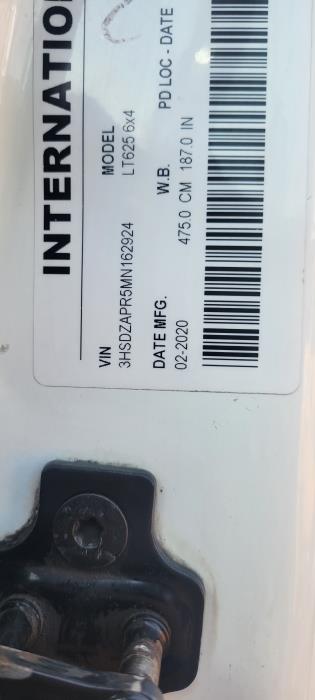 INTERNATIO
VIN MODEL
3HSDZAPR5MN162924 LT625 6x4
DATE MFG. W.B. PD LOC - DATE
02-2020 475.0 CM 187.0 IN